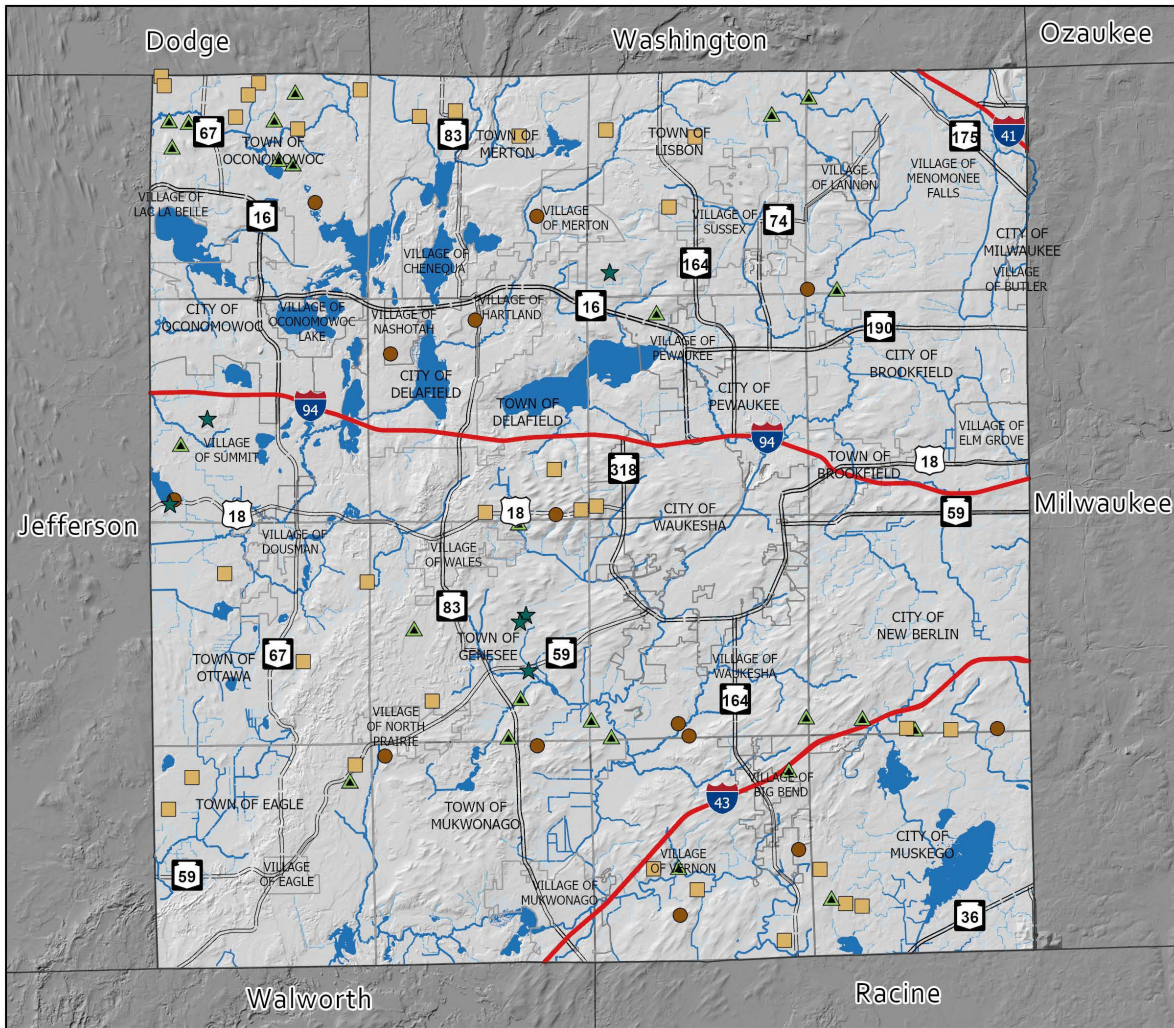 Dodge
Washington
Ozaukee
67
TOWN OF
OCONOMOWOC
83
TOWN OF
MERTON
TOWN OF
LISBON
175
41
VILLAGE OF
MENOMONEE
FALLS
VILLAGE
OF LANNON
VILLAGE OF
LAC LA BELLE
16
VILLAGE
OF MERTON
VILLAGE OF
SUSSEX
74
CITY OF
MILWAUKEE
VILLAGE OF
CHENEQUA
164
VILLAGE
OF BUTLER
CITY OF
OCONOMOWOC
VILLAGE OF
OCONOMOWOC
LAKE
VILLAGE OF
NASHOTAH
VILLAGE OF
HARTLAND
16
VILLAGE OF
PEWAUKEE
190
CITY OF
BROOKFIELD
CITY OF
DELAFIELD
TOWN OF
DELAFIELD
CITY OF
PEWAUKEE
94
94
VILLAGE OF
ELM GROVE
VILLAGE
OF SUMMIT
318
TOWN OF
BROOKFIELD
18
Jefferson
18
18
CITY OF
WAUKESHA
59
Milwaukee
VILLAGE OF
DOUSMAN
VILLAGE
OF WALES
83
CITY OF
NEW BERLIN
TOWN OF
OTTAWA
67
TOWN OF
GENESEE
59
VILLAGE OF
WAUKESHA
164
VILLAGE
OF NORTH
PRAIRIE
TOWN OF EAGLE
TOWN OF
MUKWONAGO
43
VILLAGE OF
BIG BEND
CITY OF
MUSKEGO
59
VILLAGE
OF EAGLE
VILLAGE
OF VERNON
VILLAGE OF
MUKWONAGO
36
Walworth
Racine